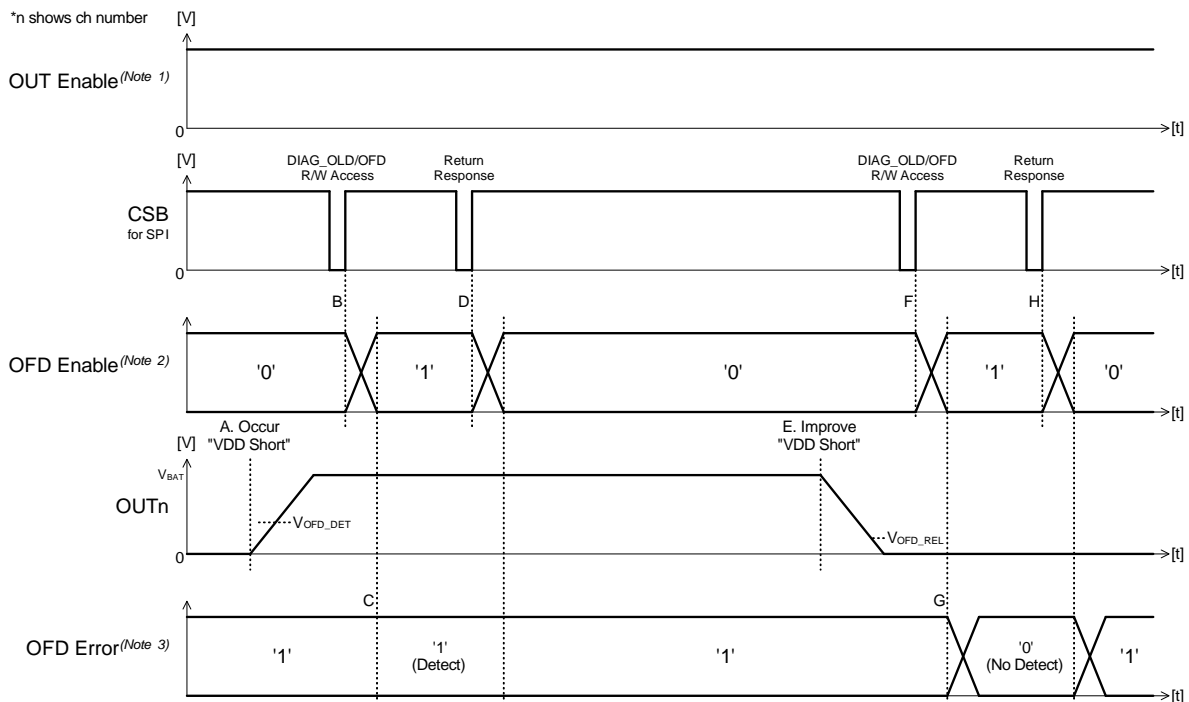 *n shows ch number
[V]
OUT Enable(Note 1)
0
[t]
[V]
DIAG_OLD/OFD
R/W Access
Return
Response
DIAG_OLD/OFD
R/W Access
Return
Response
CSB
for SPI
0
[t]
B
D
F
H
OFD Enable(Note 2)
'0'
'1'
'0'
'1'
'0'
[t]
A. Occur
"VDD Short"
E. Improve
"VDD Short"
[V]
VBAT
OUTn
VOFD_DET
VOFD_REL
0
[t]
C
G
OFD Error(Note 3)
'1'
'1'
(Detect)
'1'
'0'
(No Detect)
'1'
[t]